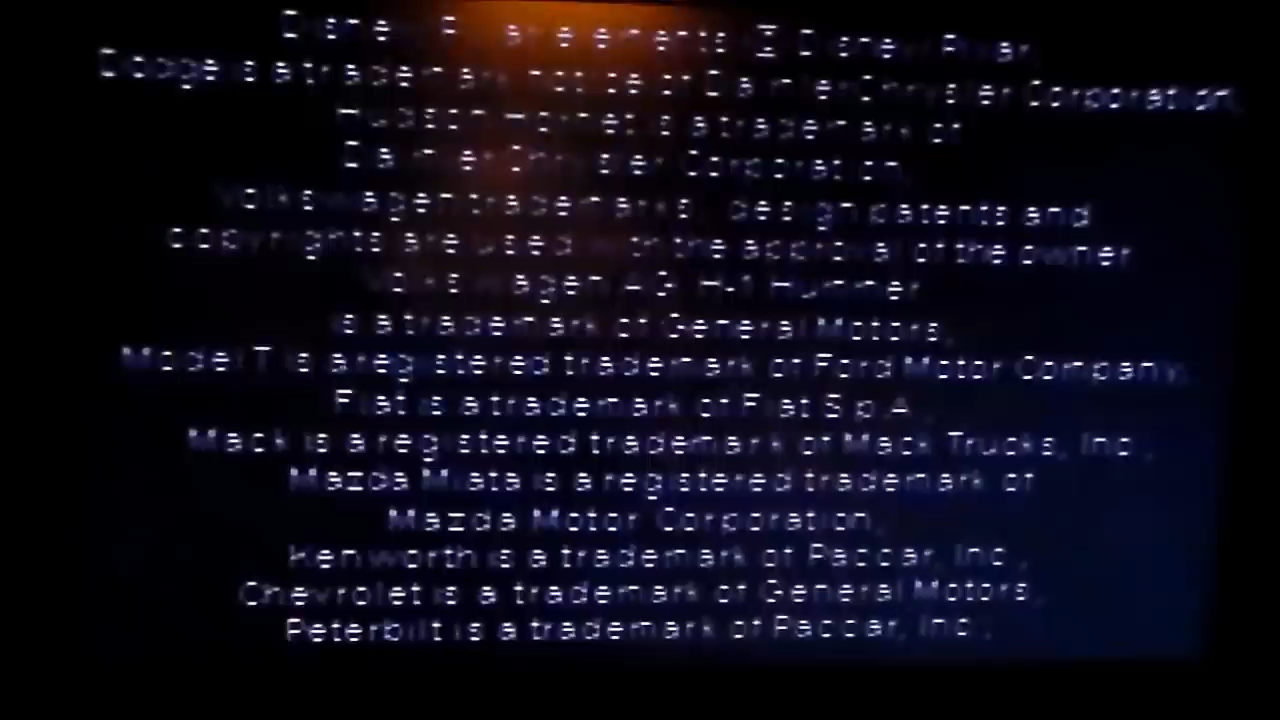 Disney Pixar elements © Disney/Pixar,
Dodge is a trademark notice of DaimlerChrysler Corporation,
Hudson Hornet is a trademark of
DaimlerChrysler Corporation,
Volkswagen trademarks, design patents and
copyrights are used with the approval of the owner
Volkswagen AG H-1 Hummer
is a trademark of General Motors,
Model T is a registered trademark of Ford Motor Company,
Fiat is a trademark of Fiat S.p.A.,
Mack is a registered trademark of Mack Trucks, Inc.,
Mazda Miata is a registered trademark of
Mazda Motor Corporation,
Kenworth is a trademark of Paccar, Inc.,
Chevrolet is a trademark of General Motors,
Peterbilt is a trademark of Paccar, Inc.,